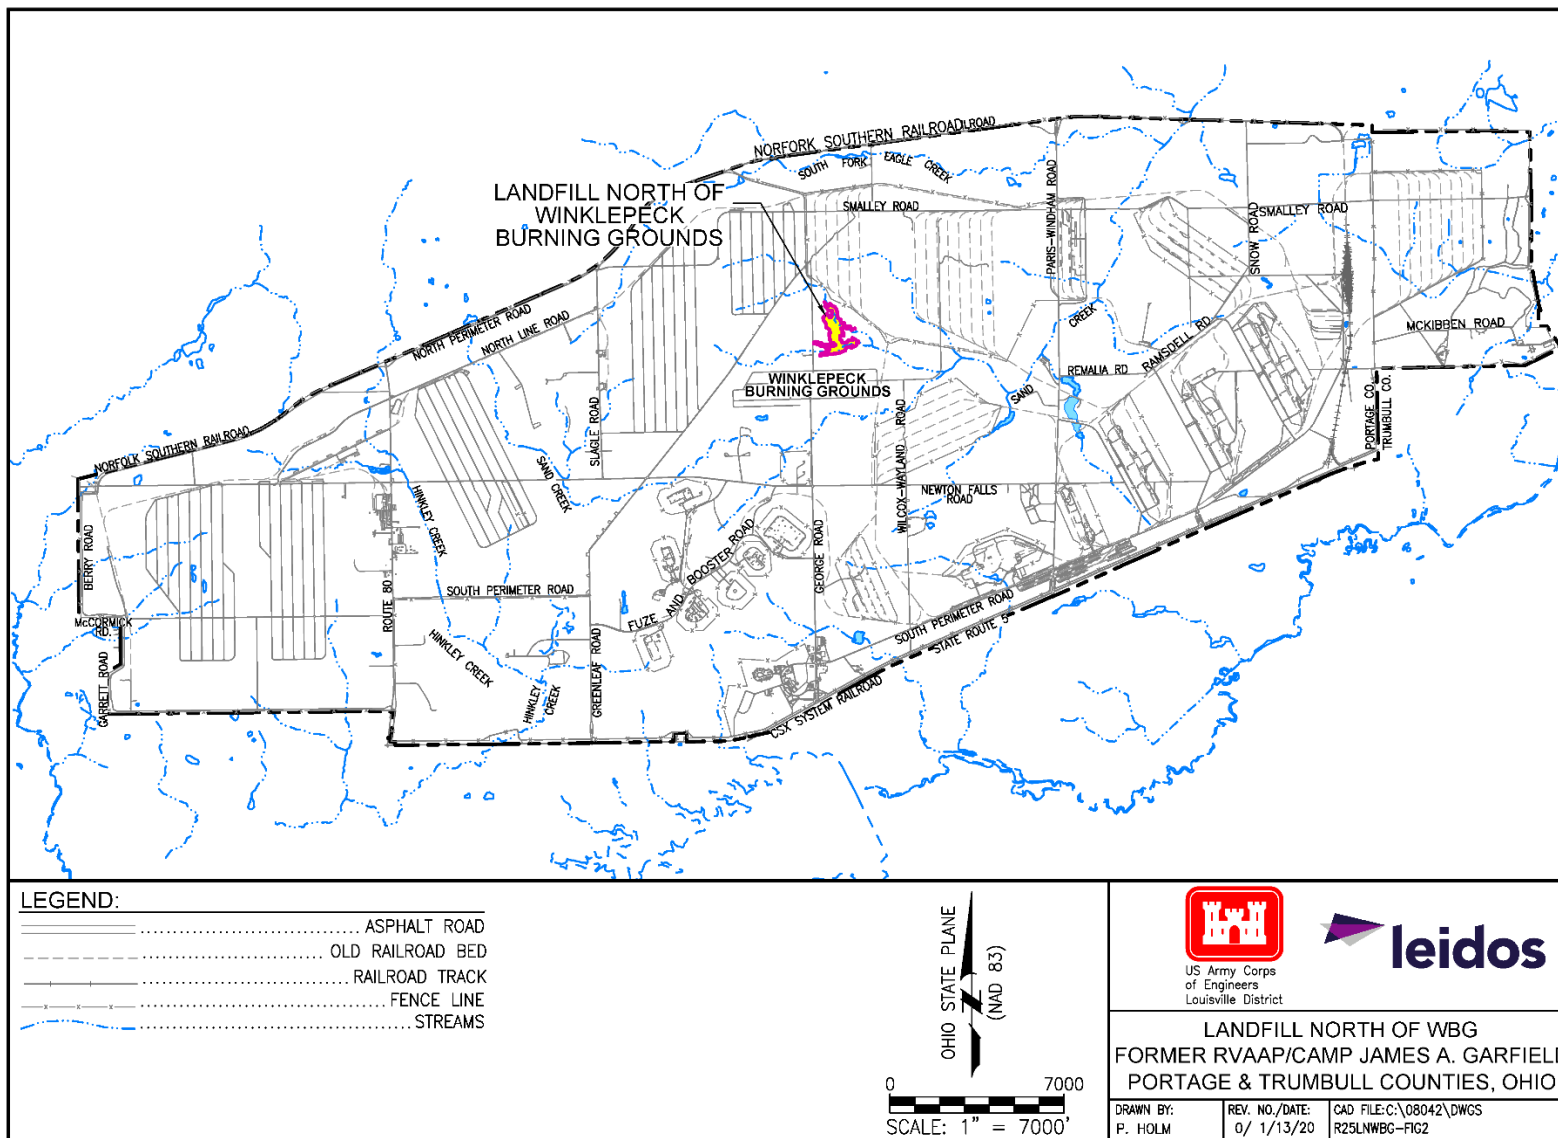 NORFORK SOUTHERN RAILROAD
LROAD
SOUTH FORK EAGLE CREEK
LANDFILL NORTH OF
WINKLEPECK
BURNING GROUNDS
SMALLEY ROAD
PARIS-WINDHAM ROAD
SNOW ROAD
SMALLEY ROAD
NORTH PERIMETER ROAD
NORTH LINE ROAD
CREEK
RAMSDELL RD
MCKIBBEN ROAD
REMALIA RD
WINKLEPECK
BURNING GROUNDS
SAND
PORTAGE CO.
TRUMBULL CO.
SLAGLE ROAD
WILCOX-WAYLAND ROAD
NORFOLK SOUTHERN RAILROAD
SAND CREEK
HINKLEY CREEK
NEWTON FALLS
ROAD
BERRY ROAD
ROUTE 80
SOUTH PERIMETER ROAD
FUZE AND BOOSTER ROAD
GEORGE ROAD
McCORMICK
RD.
SOUTH PERIMETER ROAD
STATE ROUTE 5
HINKLEY CREEK
GREENLEAF ROAD
GARRETT ROAD
HINKLEY
CREEK
CSX SYSTEM RAILROAD
LEGEND:
ASPHALT ROAD
OLD RAILROAD BED
RAILROAD TRACK
FENCE LINE
STREAMS
OHIO STATE PLANE
(NAD 83)
0 7000
SCALE: 1" = 7000'
US Army Corps
of Engineers
Louisville District
leidos
LANDFILL NORTH OF WBG
FORMER RVAAP/CAMP JAMES A. GARFIEL
PORTAGE & TRUMBULL COUNTIES, OHIO
DRAWN BY:
P. HOLM
REV. NO./DATE:
0/ 1/13/20
CAD FILE:C:\08042\DWGS
R25LNWBG-FIG2